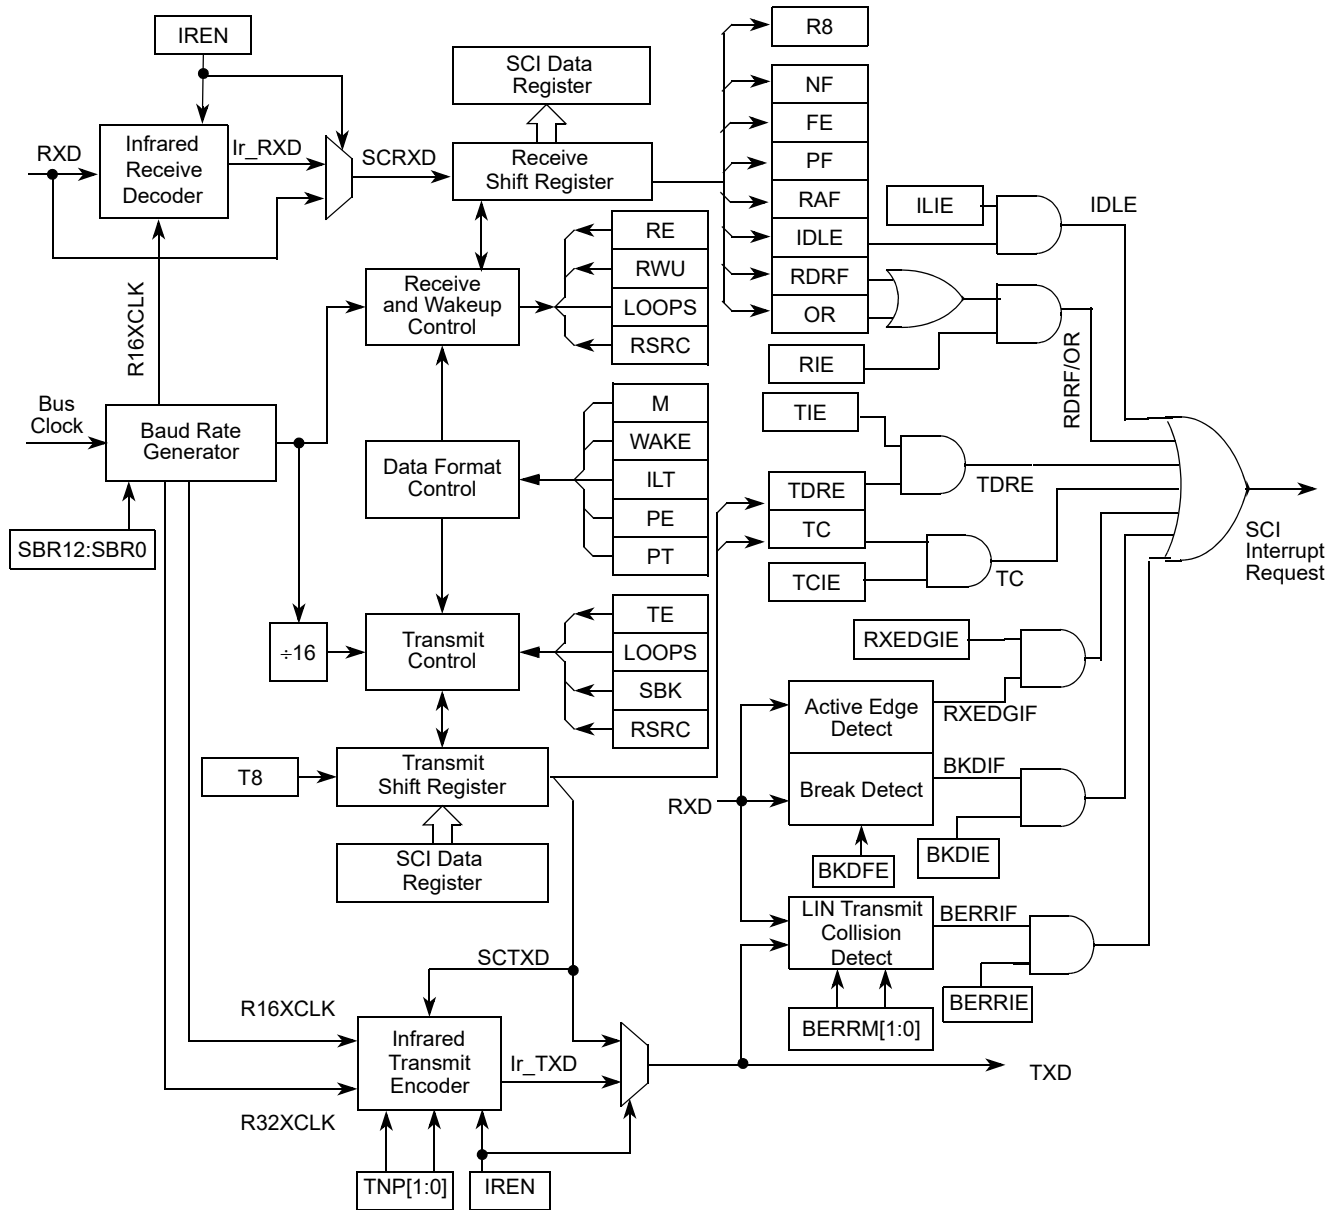 IREN
SCI Data
Register
R8
NF
FE
PF
RAF
IDLE
RDRF
OR
RXD
Infrared
Receive
Decoder
Ir_RXD
SCRXD
Receive
Shift Register
ILIE
IDLE
RE
RWU
LOOPS
RSRC
R16XCLK
Receive
and Wakeup
Control
RIE
RDRF/OR
Bus
Clock
Baud Rate
Generator
M
WAKE
ILT
PE
PT
TIE
Data Format
Control
TDRE
TC
TDRE
SBR12:SBR0
TCIE
TC
SCI
Interrupt
Request
÷16
Transmit
Control
TE
LOOPS
SBK
RSRC
RXEDGIE
Active Edge
Detect
RXEDGIF
T8
Transmit
Shift Register
RXD
Break Detect
BKDIF
BKDIE
BKDFE
SCI Data
Register
LIN Transmit
Collision
Detect
BERRIF
BERRIE
BERRM[1:0]
SCTXD
R16XCLK
Infrared
Transmit
Encoder
Ir_TXD
TXD
R32XCLK
TNP[1:0]
IREN